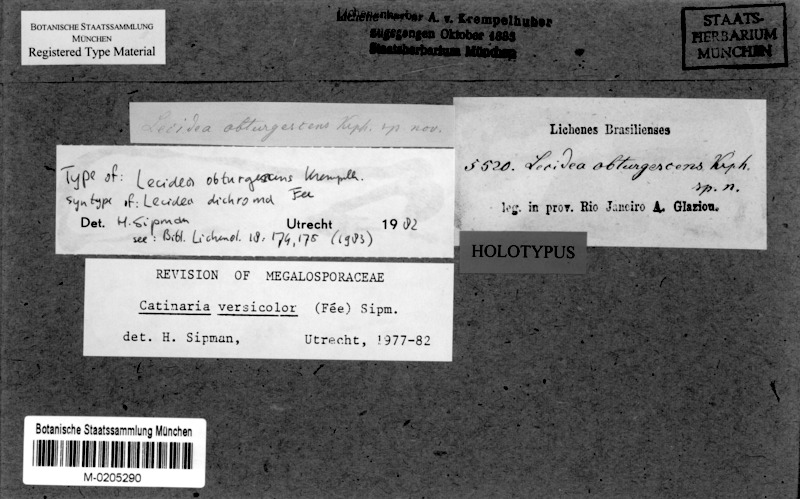 BOTANISCHE STAATSSAMMLUNG
MÜNCHEN
Registered Type Material
Lichenenherbar A. v. Krempelhuber
zugegangen Oktober 1883
Staatsherbarium München
STAATS-
HERBARIUM
MÜNCHEN
Lecidea obturgescens Krph. sp nov.
Lichenes Brasilienses
5520. Lecidea obturgescens Krph.
sp. n.
leg. in prov. Rio Janeiro A. Glaziou.
Type of: Lecidea obturgescens Krempelh.
syntype of: Lecidea dichroma Fée
Det. H. Sipman Utrecht 1982
see: Bibl. Lichenol. 18: 174, 175 (1983)
HOLOTYPUS
REVISION OF MEGALOSPORACEAE
Catinaria versicolor (Fée) Sipm.
det. H. Sipman, Utrecht, 1977-82
Botanische Staatssammlung München
M-0205290